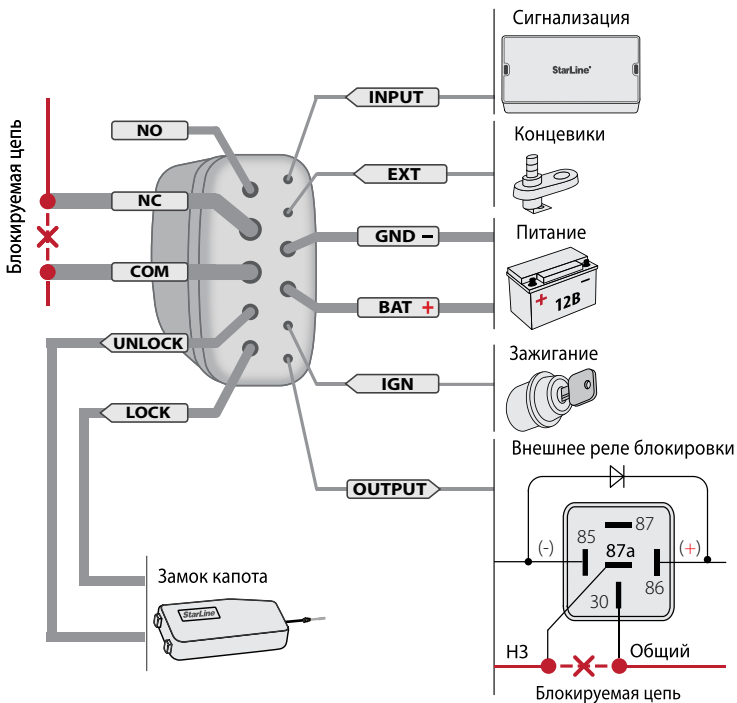 Сигнализация
StarLine
INPUT
NO
Концевики
EXT
Блокируемая цепь
NC
GND –
Питание
COM
BAT +
+ 12В –
UNLOCK
Зажигание
IGN
LOCK
Внешнее реле блокировки
OUTPUT
87
85
(-)
87а
(+)
86
30
Замок капота
StarLine
НЗ
Общий
Блокируемая цепь